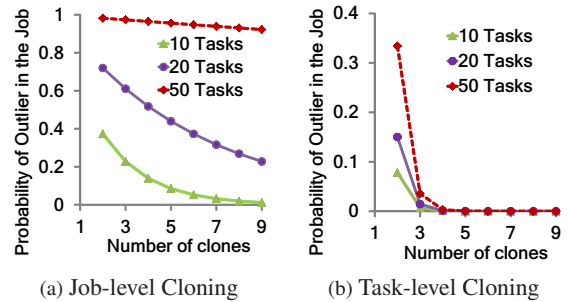 Probability of Outlier in the Job
1
0.8
0.6
0.4
0.2
0
10 Tasks
20 Tasks
50 Tasks
1 3 5 7 9
Number of clones
(a) Job-level Cloning
Probability of Outlier in the Job
0.4
0.3
0.2
0.1
0
10 Tasks
20 Tasks
50 Tasks
1 3 5 7 9
Number of clones
(b) Task-level Cloning